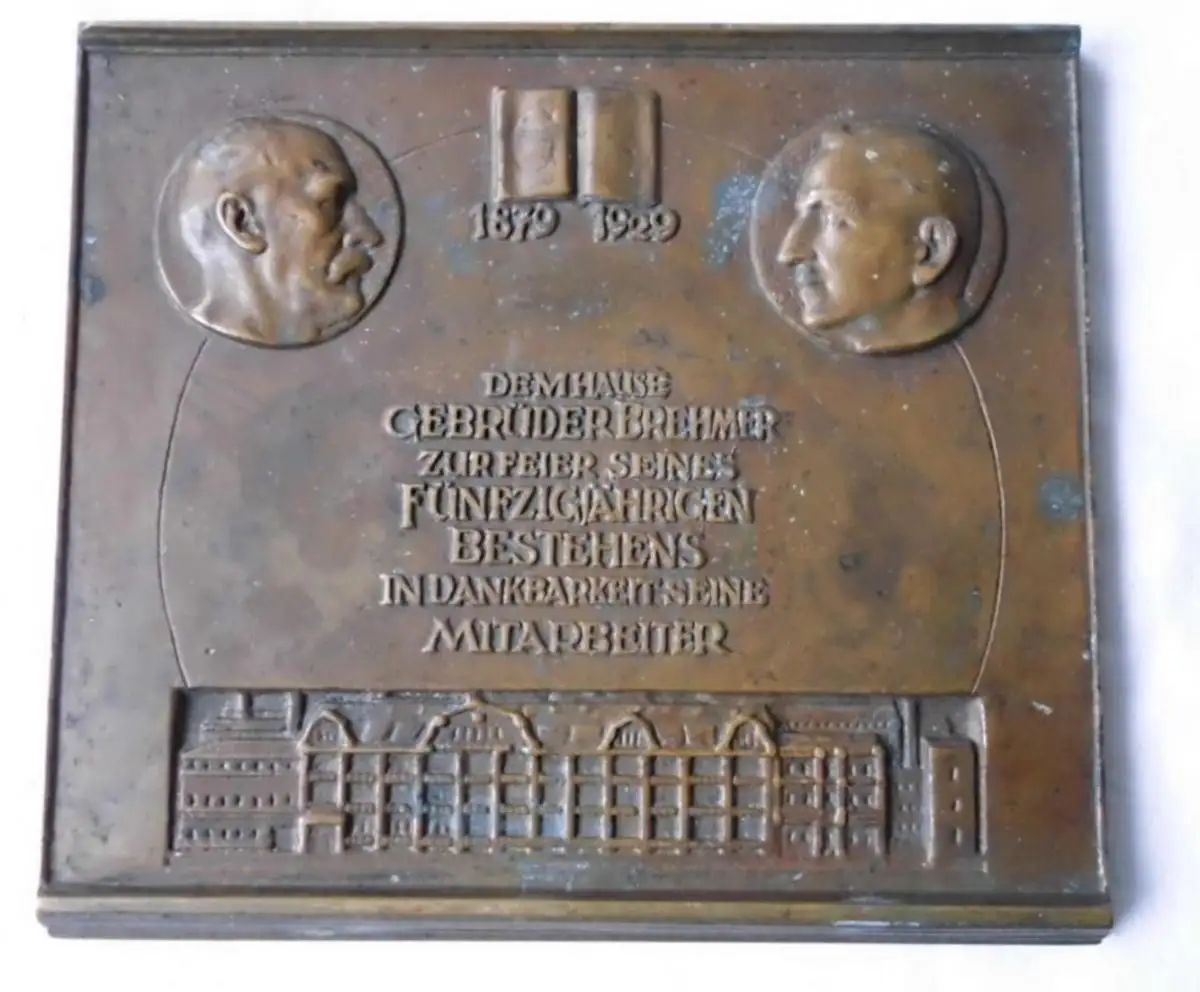 1879 1929
DEM HAUSE
GEBRÜDER BREHMER
ZUR FEIER SEINES
FÜNFZIGJÄHRIGEN
BESTEHENS
IN DANKBARKEIT SEINE
MITARBEITER